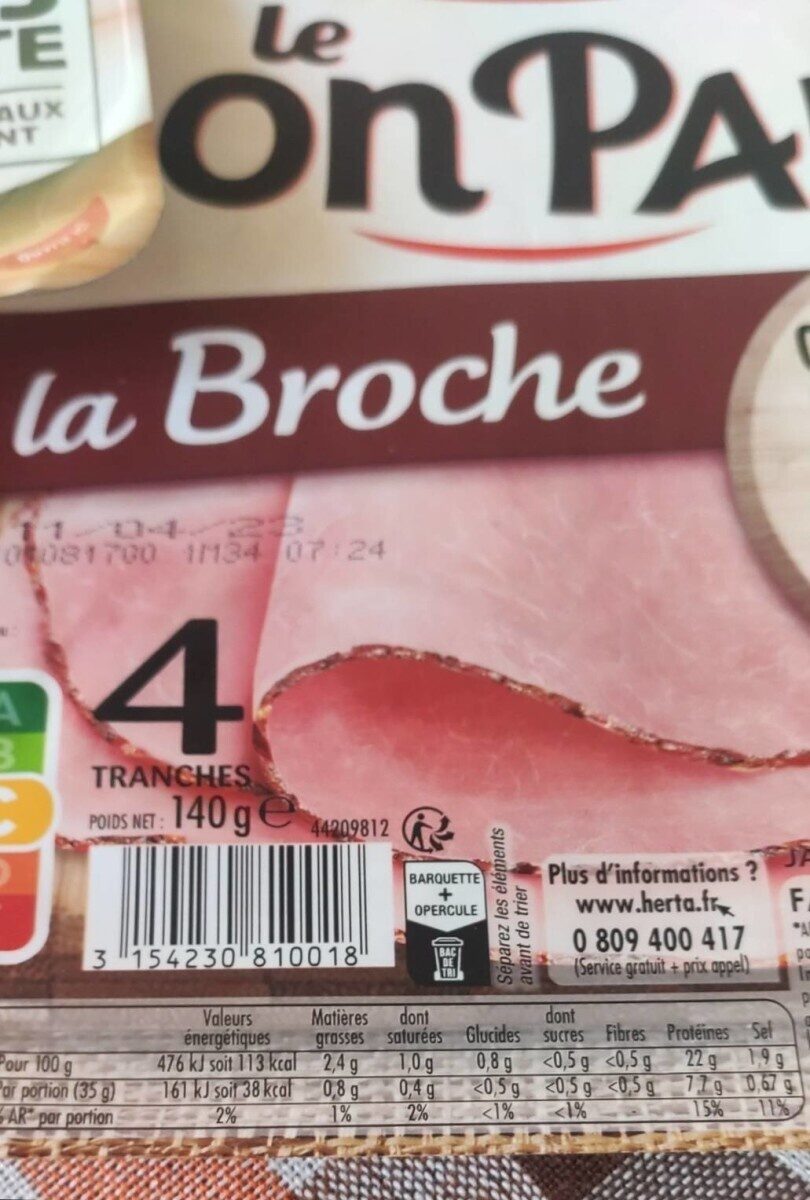 TE
AUX
NT
le
on PA
la Broche
11/04/23
081700 1M134 07:24
4
TRANCHES
POIDS NET : 140 g e
44209812
A
B
C
3 154230 810018
BARQUETTE
+
OPERCULE
BAC
DE
TRI
Séparez les éléments
avant de trier
Plus d'informations ?
www.herta.fr
0 809 400 417
(Service gratuit + prix appel)
Valeurs énergétiques Matières grasses dont saturées Glucides dont sucres Fibres Protéines Sel
Pour 100 g 476 kJ soit 113 kcal 2,4 g 1,0 g 0,8 g <0,5 g <0,5 g 22 g 1,9 g
Par portion (35 g) 161 kJ soit 38 kcal 0,8 g 0,4 g <0,5 g <0,5 g <0,5 g 7,7 g 0,67 g
% AR* par portion 2% 1% 2% <1% <1% - 15% 11%